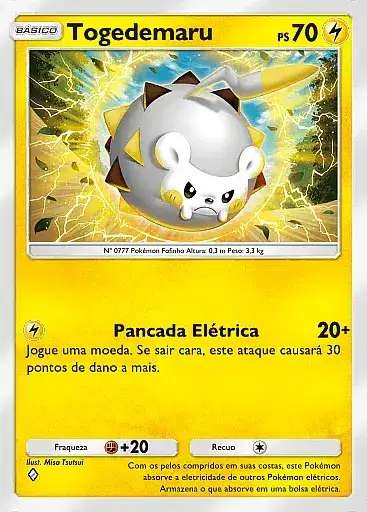 BÁSICO
Togedemaru
PS 70
Nº 0777 Pokémon Fofinho Altura: 0,3 m Peso: 3,3 kg
Pancada Elétrica 20+
Jogue uma moeda. Se sair cara, este ataque causará 30
pontos de dano a mais.
Fraqueza +20 Recuo
Ilust. Misa Tsutsui
Com os pelos compridos em suas costas, este Pokémon
absorve a eletricidade de outros Pokémon elétricos.
Armazena o que absorve em uma bolsa elétrica.